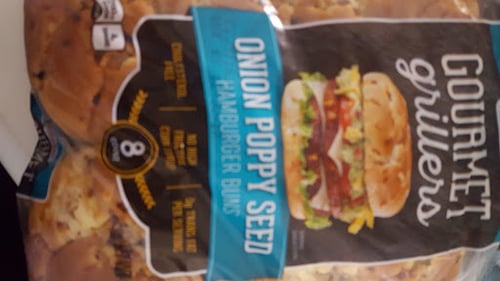 GOURMET
grillers
ONION POPPY SEED
HAMBURGER BUNS
CHOLESTEROL
FREE
NO HIGH
FRUCTOSE
CORN SYRUP
0g TRANS FAT
PER SERVING
8